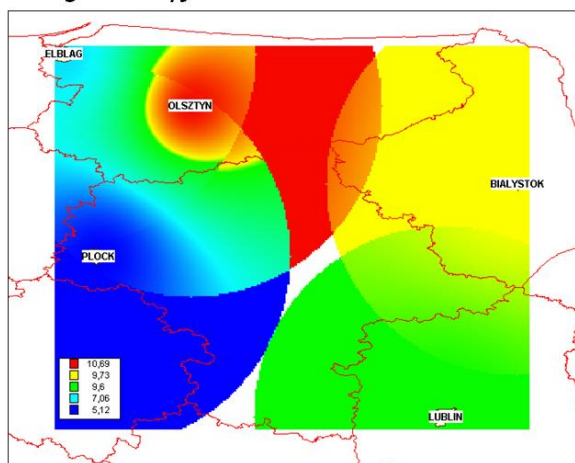 ELBLAG
OLSZTYN
BIALYSTOK
PLOCK
10,69
9,73
9,6
7,06
5,12
LUBLIN